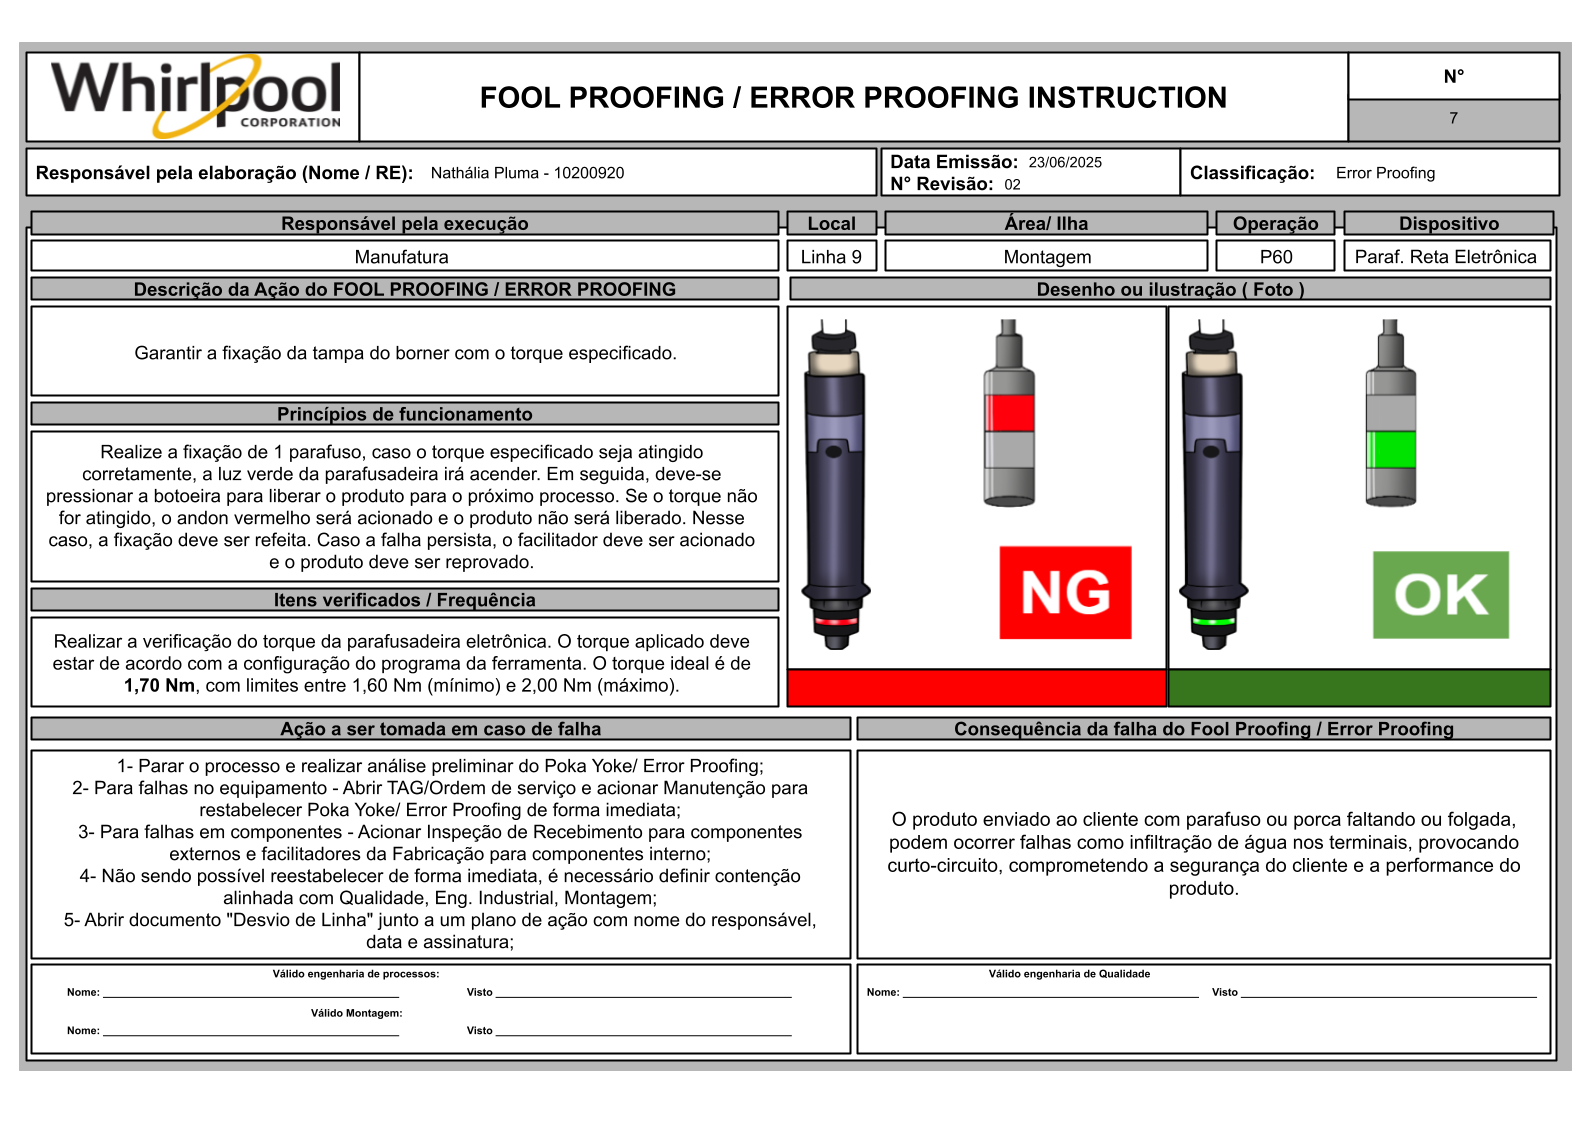 Whirlpool
CORPORATION
FOOL PROOFING / ERROR PROOFING INSTRUCTION
N°
7
Responsável pela elaboração (Nome / RE): Nathália Pluma - 10200920
Data Emissão: 23/06/2025
N° Revisão: 02
Classificação: Error Proofing
Responsável pela execução
Local
Área/ Ilha
Operação
Dispositivo
Manufatura
Linha 9
Montagem
P60
Paraf. Reta Eletrônica
Descrição da Ação do FOOL PROOFING / ERROR PROOFING
Desenho ou ilustração ( Foto )
Garantir a fixação da tampa do borner com o torque especificado.
Princípios de funcionamento
Realize a fixação de 1 parafuso, caso o torque especificado seja atingido
corretamente, a luz verde da parafusadeira irá acender. Em seguida, deve-se
pressionar a botoeira para liberar o produto para o próximo processo. Se o torque não
for atingido, o andon vermelho será acionado e o produto não será liberado. Nesse
caso, a fixação deve ser refeita. Caso a falha persista, o facilitador deve ser acionado
e o produto deve ser reprovado.
NG
OK
Itens verificados / Frequência
Realizar a verificação do torque da parafusadeira eletrônica. O torque aplicado deve
estar de acordo com a configuração do programa da ferramenta. O torque ideal é de
1,70 Nm, com limites entre 1,60 Nm (mínimo) e 2,00 Nm (máximo).
Ação a ser tomada em caso de falha
1- Parar o processo e realizar análise preliminar do Poka Yoke/ Error Proofing;
2- Para falhas no equipamento - Abrir TAG/Ordem de serviço e acionar Manutenção para
restabelecer Poka Yoke/ Error Proofing de forma imediata;
3- Para falhas em componentes - Acionar Inspeção de Recebimento para componentes
externos e facilitadores da Fabricação para componentes interno;
4- Não sendo possível reestabelecer de forma imediata, é necessário definir contenção
alinhada com Qualidade, Eng. Industrial, Montagem;
5- Abrir documento "Desvio de Linha" junto a um plano de ação com nome do responsável,
data e assinatura;
Consequência da falha do Fool Proofing / Error Proofing
O produto enviado ao cliente com parafuso ou porca faltando ou folgada,
podem ocorrer falhas como infiltração de água nos terminais, provocando
curto-circuito, comprometendo a segurança do cliente e a performance do
produto.
Válido engenharia de processos:
Nome: Visto
Válido Montagem:
Nome: Visto
Válido engenharia de Qualidade
Nome: Visto